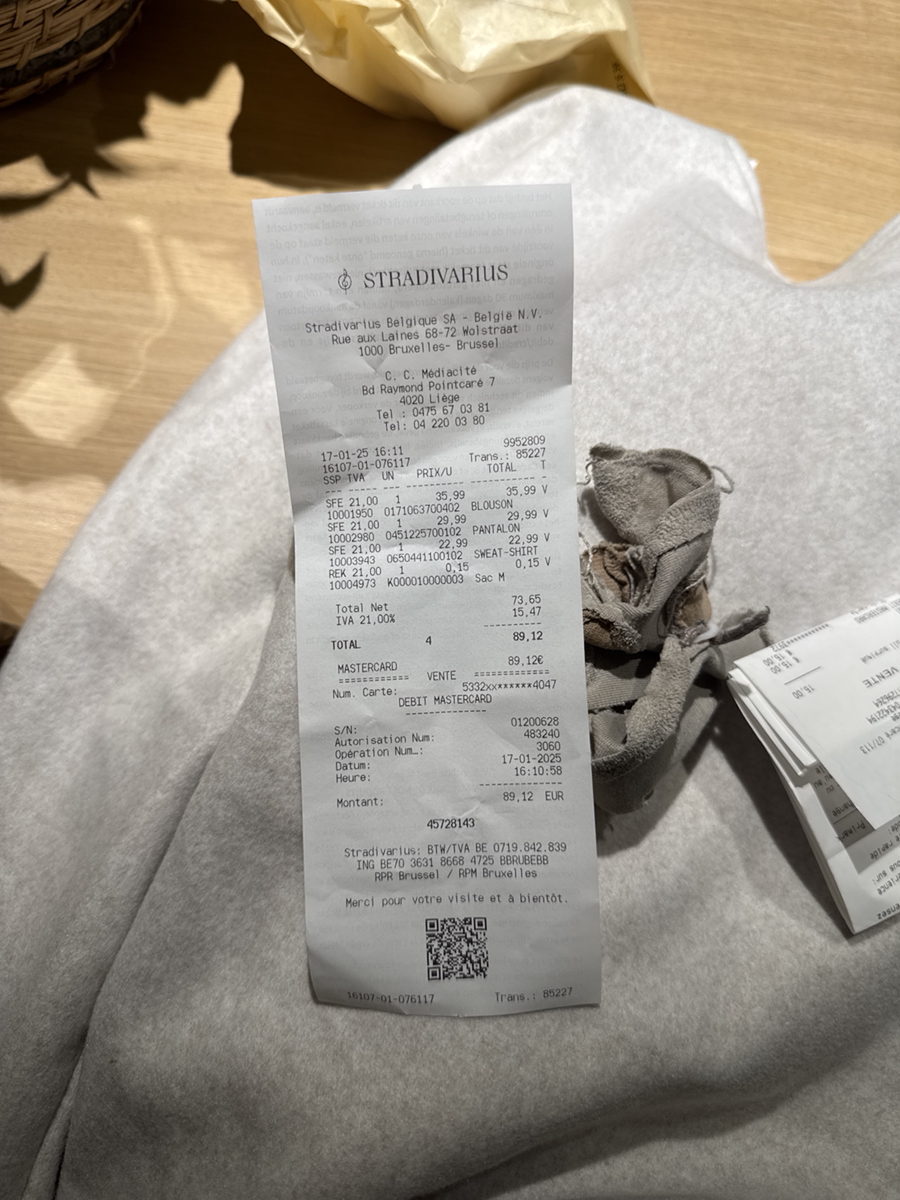 STRADIVARIUS
Stradivarius Belgique SA - België N.V.
Rue aux Laines 68-72 Wolstraat
1000 Bruxelles- Brussel
C. C. Médiacité
Bd Raymond Pointcaré 7
4020 Liège
Tel : 0475 67 03 81
Tel: 04 220 03 80
9952809
17-01-25 16:11
16107-01-076117 Trans.: 85227
SSP TVA UN PRIX/U TOTAL T
SFE 21,00 1 35,99 35,99 V
10001950 0171063700402 BLOUSON
SFE 21,00 1 29,99 29,99 V
10002980 0451225700102 PANTALON
SFE 21,00 1 22,99 22,99 V
10003943 0650441100102 SWEAT-SHIRT
REK 21,00 1 0,15 0,15 V
10004973 K000010000003 Sac M
Total Net 73,65
IVA 21,00% 15,47
TOTAL 4 89,12
MASTERCARD 89,12€
============ VENTE ============
Num. Carte: 5332xx******4047
DEBIT MASTERCARD
S/N: 01200628
Autorisation Num: 483240
Opération Num…: 3060
Datum: 17-01-2025
Heure: 16:10:58
Montant: 89,12 EUR
45728143
Stradivarius: BTW/TVA BE 0719.842.839
ING BE70 3631 8668 4725 BBRUBEBB
RPR Brussel / RPM Bruxelles
Merci pour votre visite et à bientôt.
16107-01-076117 Trans.: 85227
VENTE
16,00